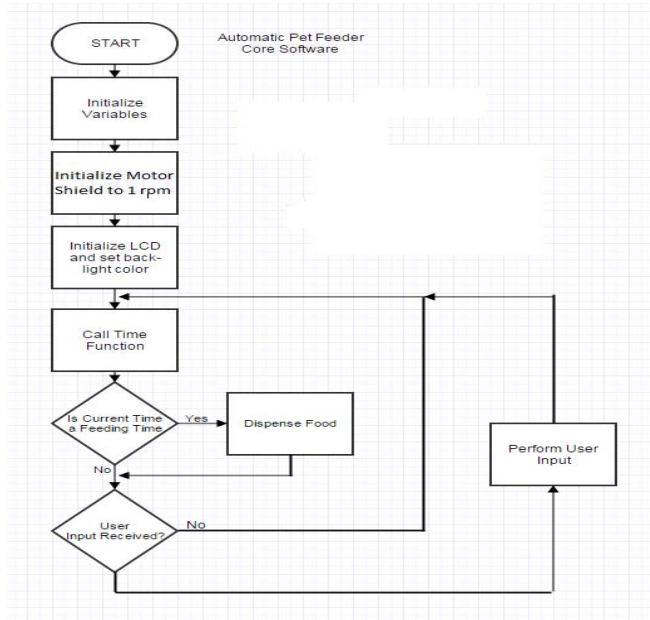 START
Automatic Pet Feeder
Core Software
Initialize
Variables
Initialize Motor
Shield to 1 rpm
Initialize LCD
and set back-
light color
Call Time
Function
Is Current Time
a Feeding Time
Yes
Dispense Food
No
User
Input Received?
No
Perform User
Input